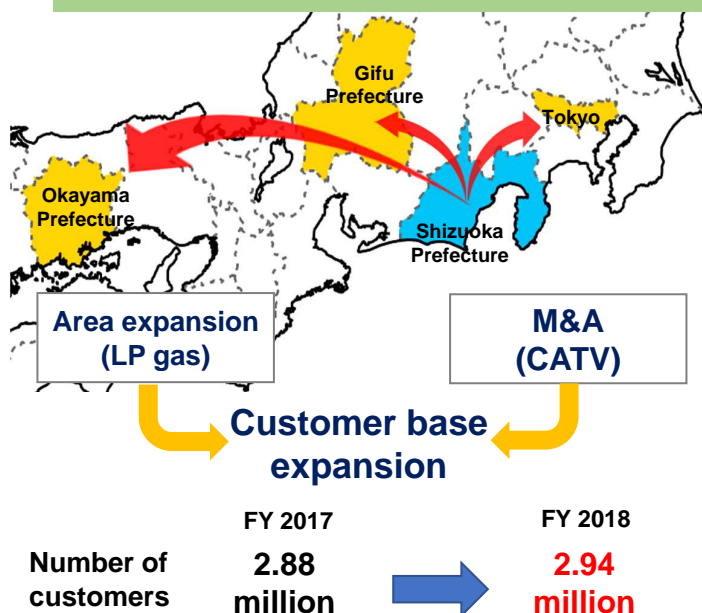 Gifu
Prefecture
Tokyo
Okayama
Prefecture
Shizuoka
Prefecture
Area expansion
(LP gas)
M&A
(CATV)
Customer base
expansion
FY 2017
FY 2018
Number of
customers
2.88
million
2.94
million